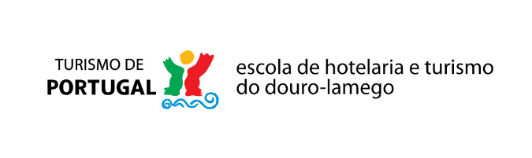 TURISMO DE
PORTUGAL
escola de hotelaria e turismo
do douro-lamego